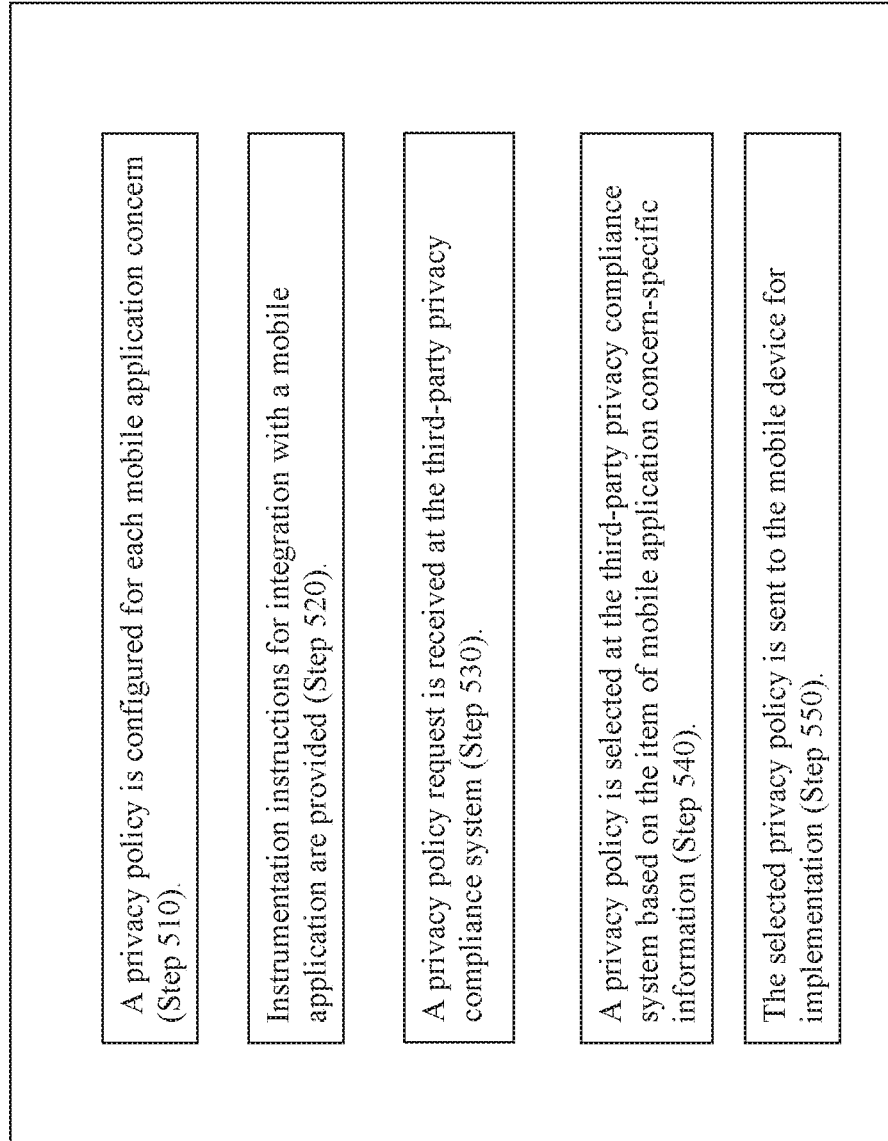 A privacy policy is configured for each mobile application concern
(Step 510).
Instrumentation instructions for integration with a mobile
application are provided (Step 520).
A privacy policy request is received at the third-party privacy
compliance system (Step 530).
A privacy policy is selected at the third-party privacy compliance
system based on the item of mobile application concern-specific
information (Step 540).
The selected privacy policy is sent to the mobile device for
implementation (Step 550).